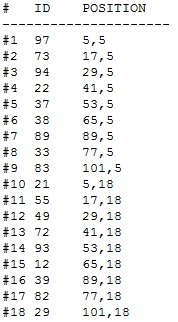 #   ID    POSITION
---------------------
#1  97    5,5
#2  73    17,5
#3  94    29,5
#4  22    41,5
#5  37    53,5
#6  38    65,5
#7  89    89,5
#8  33    77,5
#9  83    101,5
#10 21    5,18
#11 55    17,18
#12 49    29,18
#13 72    41,18
#14 93    53,18
#15 12    65,18
#16 39    89,18
#17 82    77,18
#18 29    101,18